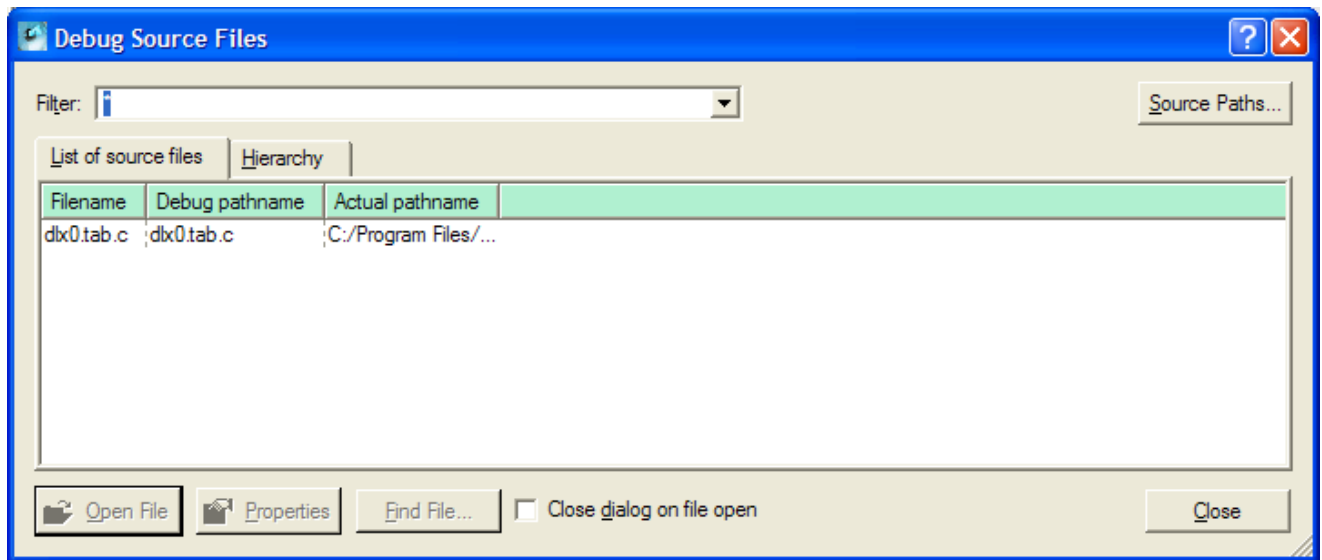 Debug Source Files
Filter: *
Source Paths...
List of source files Hierarchy
Filename Debug pathname Actual pathname
dlx0.tab.c dlx0.tab.c C:/Program Files/...
Open File Properties Find File... Close dialog on file open Close